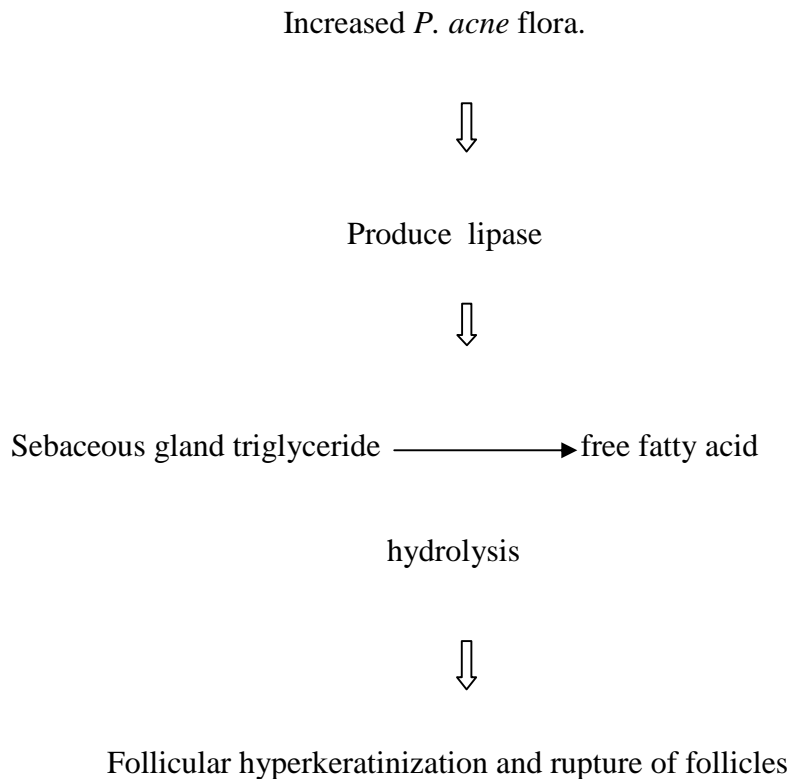 Increased P. acne flora.
Produce lipase
Sebaceous gland triglyceride free fatty acid
hydrolysis
Follicular hyperkeratinization and rupture of follicles